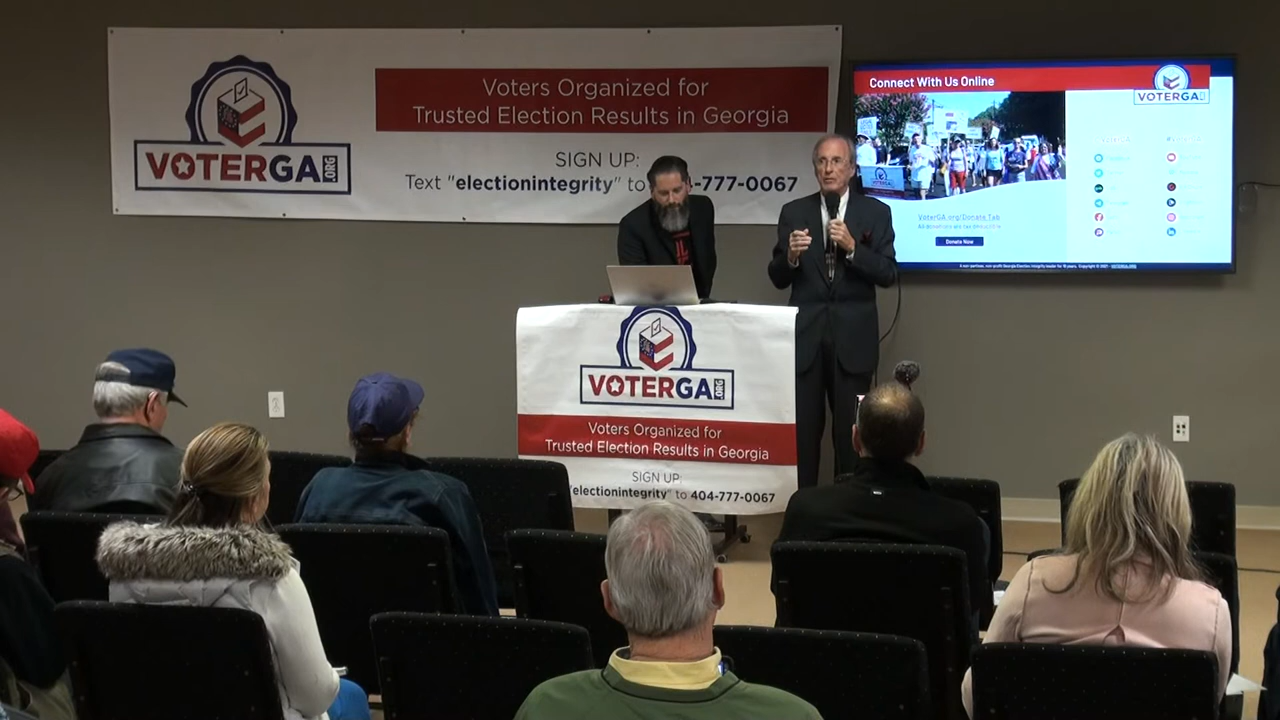 VOTERGA.ORG
Voters Organized for
Trusted Election Results in Georgia
SIGN UP:
Text "electionintegrity" to
-777-0067
Connect With Us Online
VOTERGA
VoterGA.org/Donate Tab
Donate Now
VOTERGA.ORG
Voters Organized for
Trusted Election Results in Georgia
SIGN UP:
"electionintegrity" to 404-777-0067